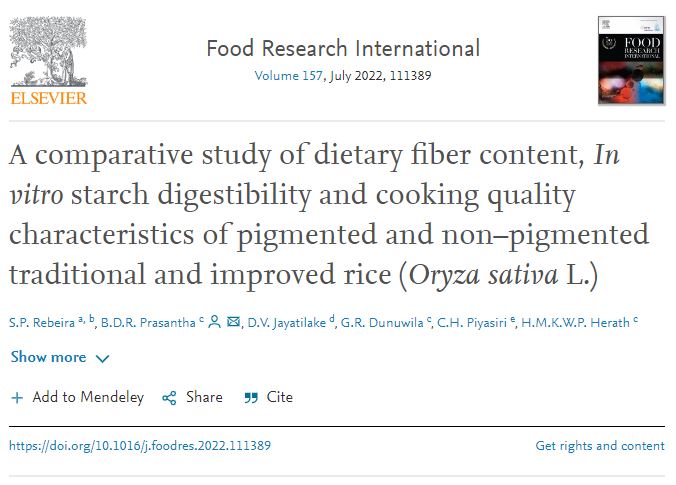 Food Research International
Volume 157, July 2022, 111389
ELSEVIER
FOOD
RESEARCH
INTERNATIONAL
A comparative study of dietary fiber content, In
vitro starch digestibility and cooking quality
characteristics of pigmented and non–pigmented
traditional and improved rice (Oryza sativa L.)
S.P. Rebeira a, b, B.D.R. Prasantha c, D.V. Jayatilake d, G.R. Dunuwila c, C.H. Piyasiri e, H.M.K.W.P. Herath c
Show more
+ Add to Mendeley Share Cite
https://doi.org/10.1016/j.foodres.2022.111389 Get rights and content